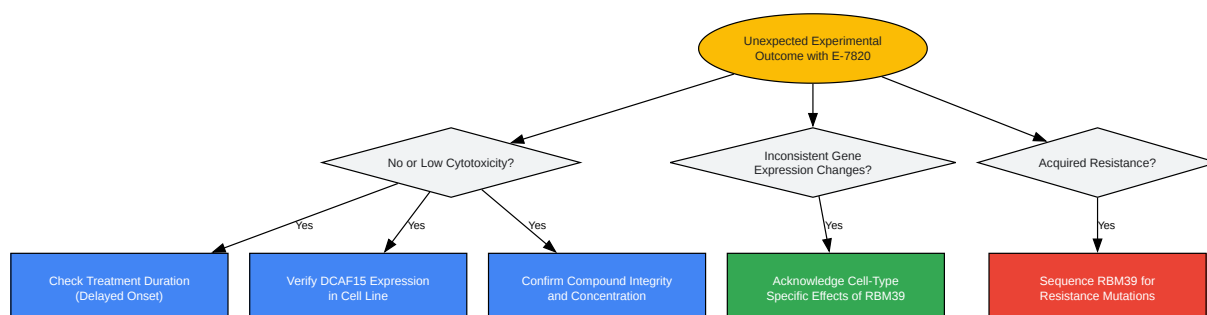 Unexpected Experimental
Outcome with E-7820
No or Low Cytotoxicity?
Inconsistent Gene
Expression Changes?
Acquired Resistance?
Yes
Yes
Yes
Yes
Yes
Check Treatment Duration
(Delayed Onset)
Verify DCAF15 Expression
in Cell Line
Confirm Compound Integrity
and Concentration
Acknowledge Cell-Type
Specific Effects of RBM39
Sequence RBM39 for
Resistance Mutations